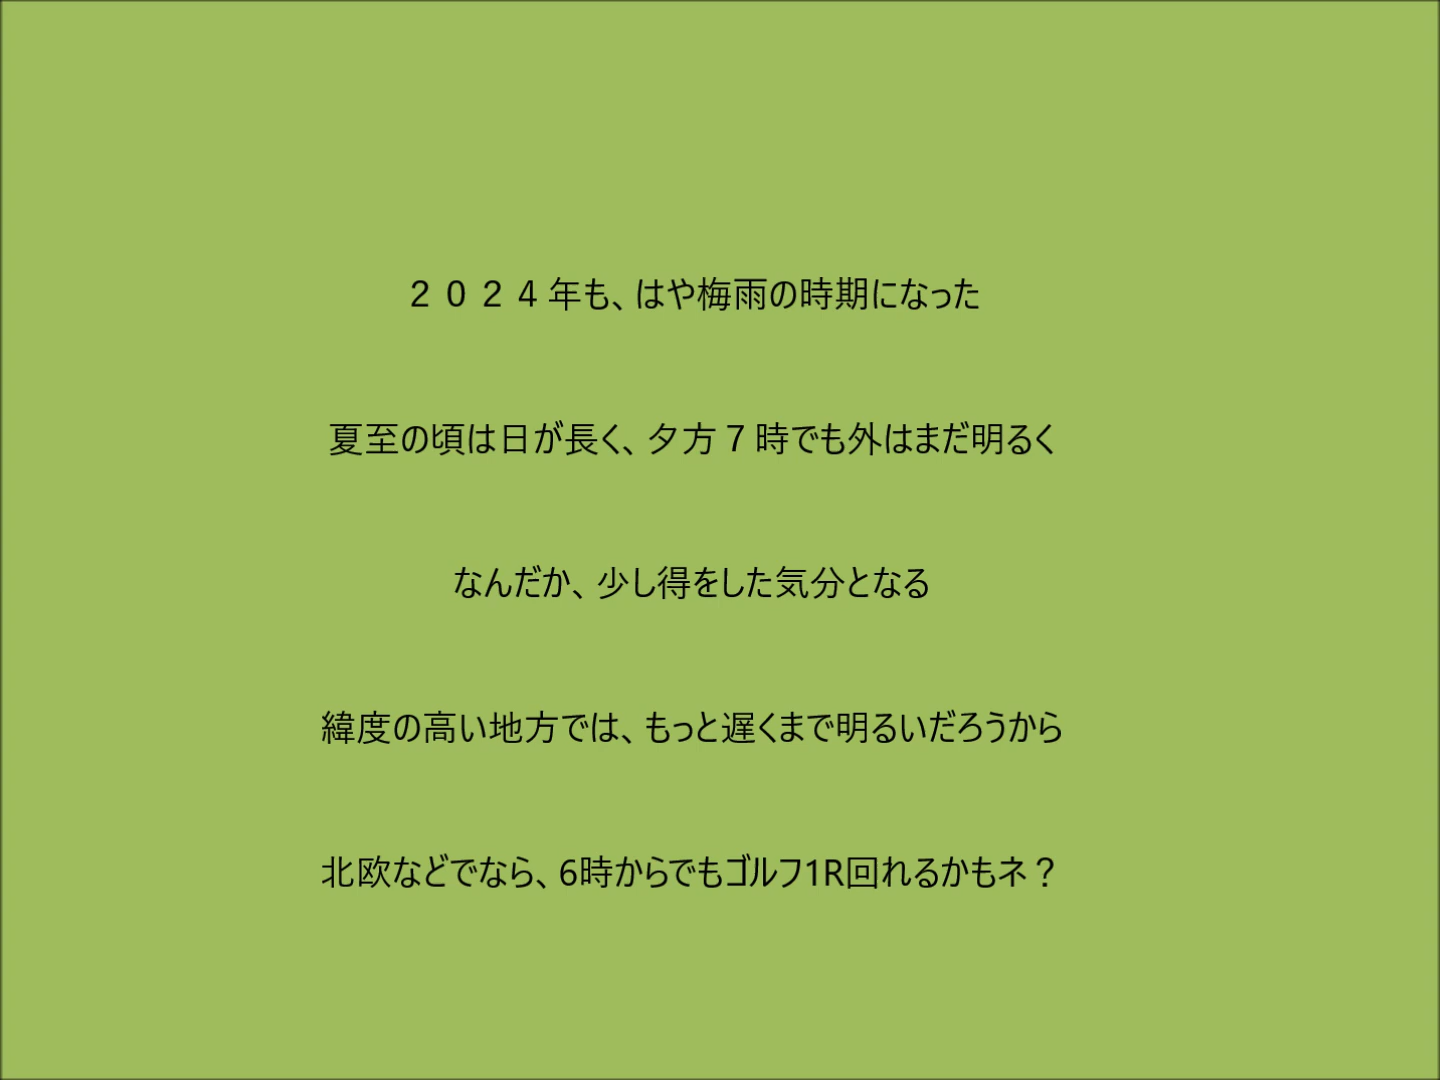 ２０２４年も、はや梅雨の時期になった
夏至の頃は日が長く、夕方７時でも外はまだ明るく
なんだか、少し得をした気分となる
緯度の高い地方では、もっと遅くまで明るいだろうから
北欧などでなら、6時からでもゴルフ1R回れるかもネ？